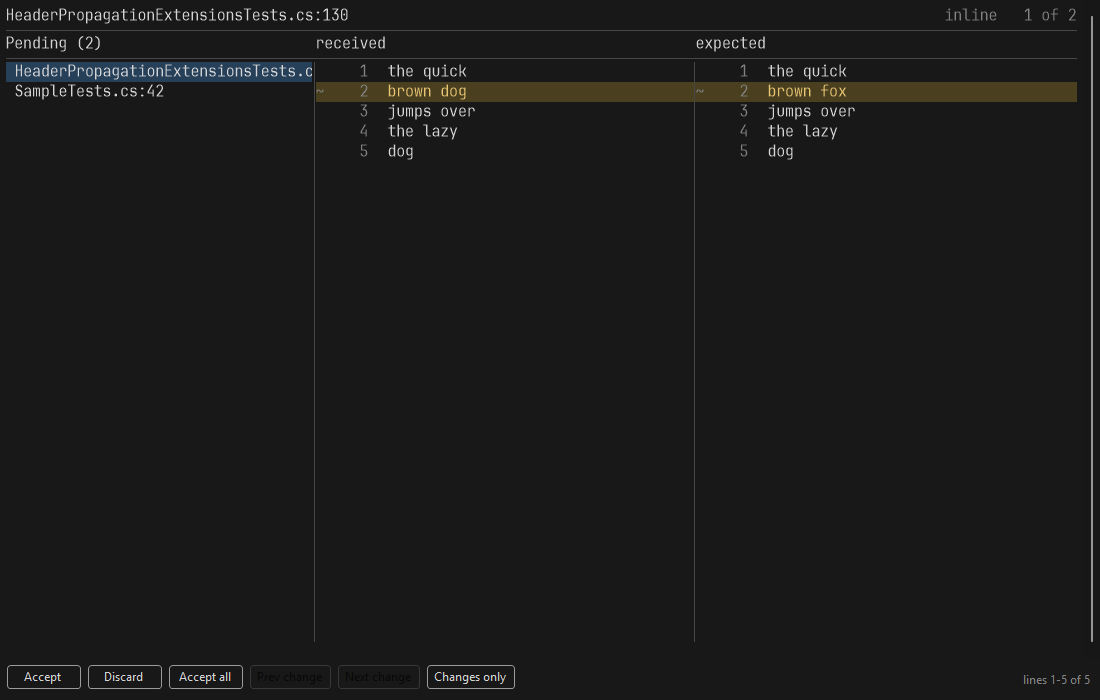 HeaderPropagationExtensionsTests.cs:130 inline 1 of 2
Pending (2) received expected
HeaderPropagationExtensionsTests.c 1 the quick 1 the quick
SampleTests.cs:42 ~ 2 brown dog ~ 2 brown fox
3 jumps over 3 jumps over
4 the lazy 4 the lazy
5 dog 5 dog
Accept Discard Accept all Prev change Next change Changes only lines 1-5 of 5